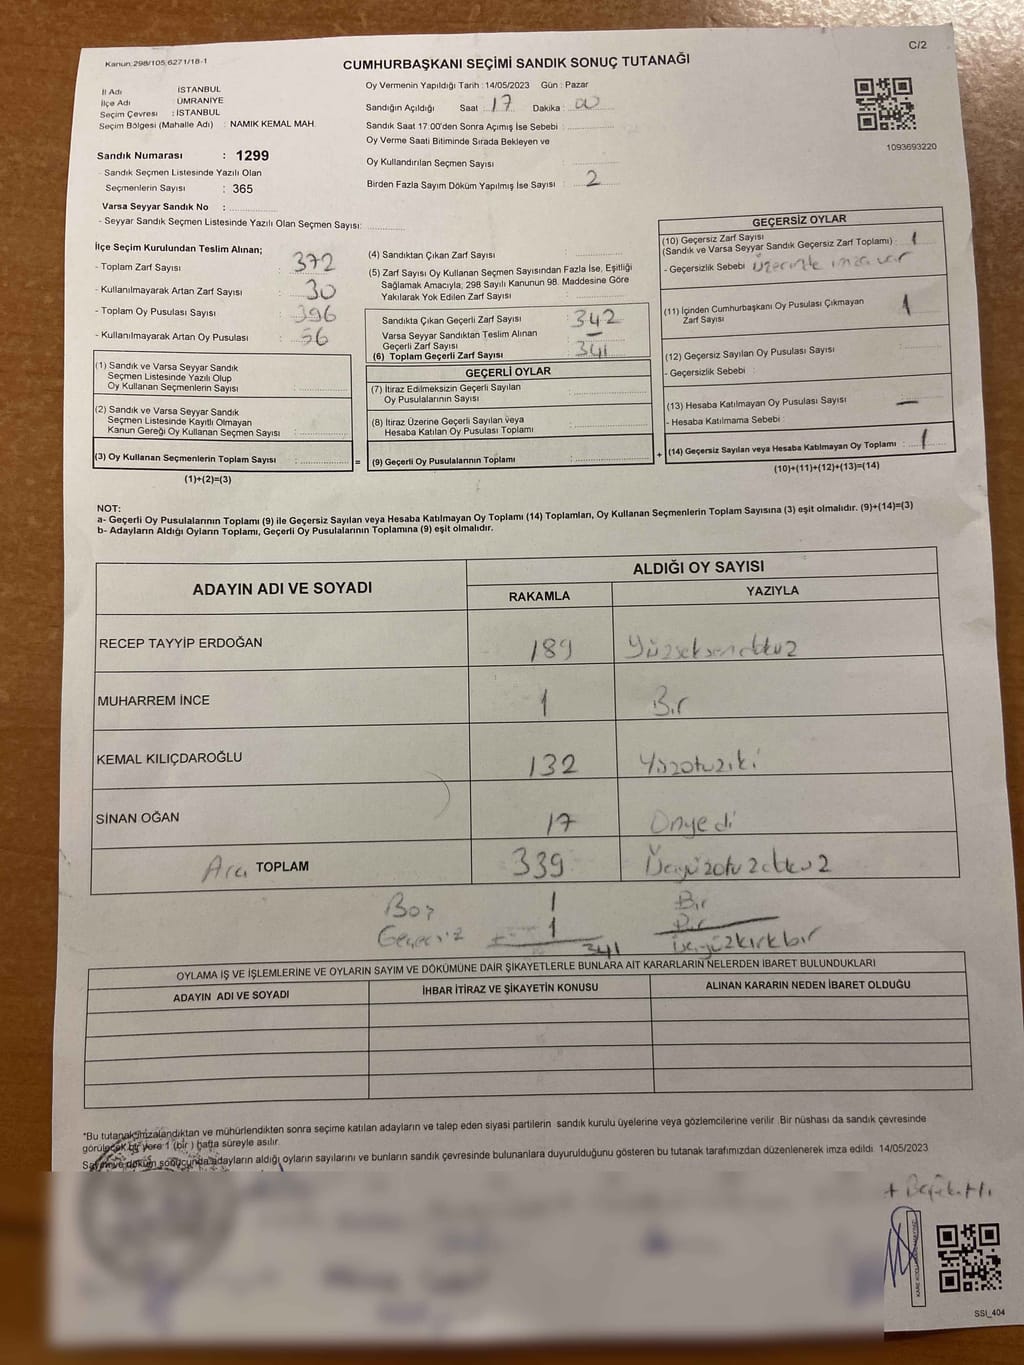 C/2
Kanun:298/105,6271/18-1
CUMHURBAŞKANI SEÇİMİ SANDIK SONUÇ TUTANAĞI
İl Adı : İSTANBUL
İlçe Adı : ÜMRANİYE
Seçim Çevresi : İSTANBUL
Seçim Bölgesi (Mahalle Adı) : NAMIK KEMAL MAH.
Oy Vermenin Yapıldığı Tarih : 14/05/2023 Gün : Pazar
Sandığın Açıldığı Saat : 17 Dakika : 00
Sandık Saat 17:00'den Sonra Açımış İse Sebebi :
Oy Verme Saati Bitiminde Sırada Bekleyen ve
Oy Kullandırılan Seçmen Sayısı :
Birden Fazla Sayım Döküm Yapılmış İse Sayısı : 2
1093693220
Sandık Numarası : 1299
- Sandık Seçmen Listesinde Yazılı Olan
Seçmenlerin Sayısı : 365
Varsa Seyyar Sandık No :
- Seyyar Sandık Seçmen Listesinde Yazılı Olan Seçmen Sayısı:
İlçe Seçim Kurulundan Teslim Alınan;
- Toplam Zarf Sayısı : 372
- Kullanılmayarak Artan Zarf Sayısı : 30
- Toplam Oy Pusulası Sayısı : 396
- Kullanılmayarak Artan Oy Pusulası : 56
(1) Sandık ve Varsa Seyyar Sandık
Seçmen Listesinde Yazılı Olup
Oy Kullanan Seçmenlerin Sayısı :
(2) Sandık ve Varsa Seyyar Sandık
Seçmen Listesinde Kayıtlı Olmayan
Kanun Gereği Oy Kullanan Seçmen Sayısı :
(3) Oy Kullanan Seçmenlerin Toplam Sayısı :
(1)+(2)=(3)
(4) Sandıktan Çıkan Zarf Sayısı :
(5) Zarf Sayısı Oy Kullanan Seçmen Sayısından Fazla İse, Eşitliği
Sağlamak Amacıyla, 298 Sayılı Kanunun 98. Maddesine Göre
Yakılarak Yok Edilen Zarf Sayısı :
Sandıkta Çıkan Geçerli Zarf Sayısı : 342
Varsa Seyyar Sandıktan Teslim Alınan
Geçerli Zarf Sayısı : —
(6) Toplam Geçerli Zarf Sayısı : 341
GEÇERLİ OYLAR
(7) İtiraz Edilmeksizin Geçerli Sayılan
Oy Pusulalarının Sayısı :
(8) İtiraz Üzerine Geçerli Sayılan veya
Hesaba Katılan Oy Pusulası Toplamı :
= (9) Geçerli Oy Pusulalarının Toplamı :
GEÇERSİZ OYLAR
(10) Geçersiz Zarf Sayısı
(Sandık ve Varsa Seyyar Sandık Geçersiz Zarf Toplamı) : 1
- Geçersizlik Sebebi : üzerinde imza var
(11) İçinden Cumhurbaşkanı Oy Pusulası Çıkmayan
Zarf Sayısı : 1
(12) Geçersiz Sayılan Oy Pusulası Sayısı :
- Geçersizlik Sebebi :
(13) Hesaba Katılmayan Oy Pusulası Sayısı : —
- Hesaba Katılmama Sebebi :
+ (14) Geçersiz Sayılan veya Hesaba Katılmayan Oy Toplamı : 1
(10)+(11)+(12)+(13)=(14)
NOT:
a- Geçerli Oy Pusulalarının Toplamı (9) ile Geçersiz Sayılan veya Hesaba Katılmayan Oy Toplamı (14) Toplamları, Oy Kullanan Seçmenlerin Toplam Sayısına (3) eşit olmalıdır. (9)+(14)=(3)
b- Adayların Aldığı Oyların Toplamı, Geçerli Oy Pusulalarının Toplamına (9) eşit olmalıdır.
ADAYIN ADI VE SOYADI
ALDIĞI OY SAYISI
RAKAMLA YAZIYLA
RECEP TAYYİP ERDOĞAN 189 Yüzseksendokuz
MUHARREM İNCE 1 Bir
KEMAL KILIÇDAROĞLU 132 Yüzotuziki
SİNAN OĞAN 17 Onyedi
Ara TOPLAM 339 Üçyüzotuzdokuz
Boş 1 Bir
Geçersiz + 1 Bir
341 Üçyüzkırkbir
OYLAMA İŞ VE İŞLEMLERİNE VE OYLARIN SAYIM VE DÖKÜMÜNE DAİR ŞİKAYETLERLE BUNLARA AİT KARARLARIN NELERDEN İBARET BULUNDUKLARI
ADAYIN ADI VE SOYADI İHBAR İTİRAZ VE ŞİKAYETİN KONUSU ALINAN KARARIN NEDEN İBARET OLDUĞU
*Bu tutanak imzalandıktan ve mühürlendikten sonra seçime katılan adayların ve talep eden siyasi partilerin sandık kurulu üyelerine veya gözlemcilerine verilir. Bir nüshası da sandık çevresinde
görülecek bir yere 1 (bir ) hafta süreyle asılır.
Sayım ve döküm sonucunda adayların aldığı oyların sayılarını ve bunların sandık çevresinde bulunanlara duyurulduğunu gösteren bu tutanak tarafımızdan düzenlenerek imza edildi. 14/05/2023
SSI_404